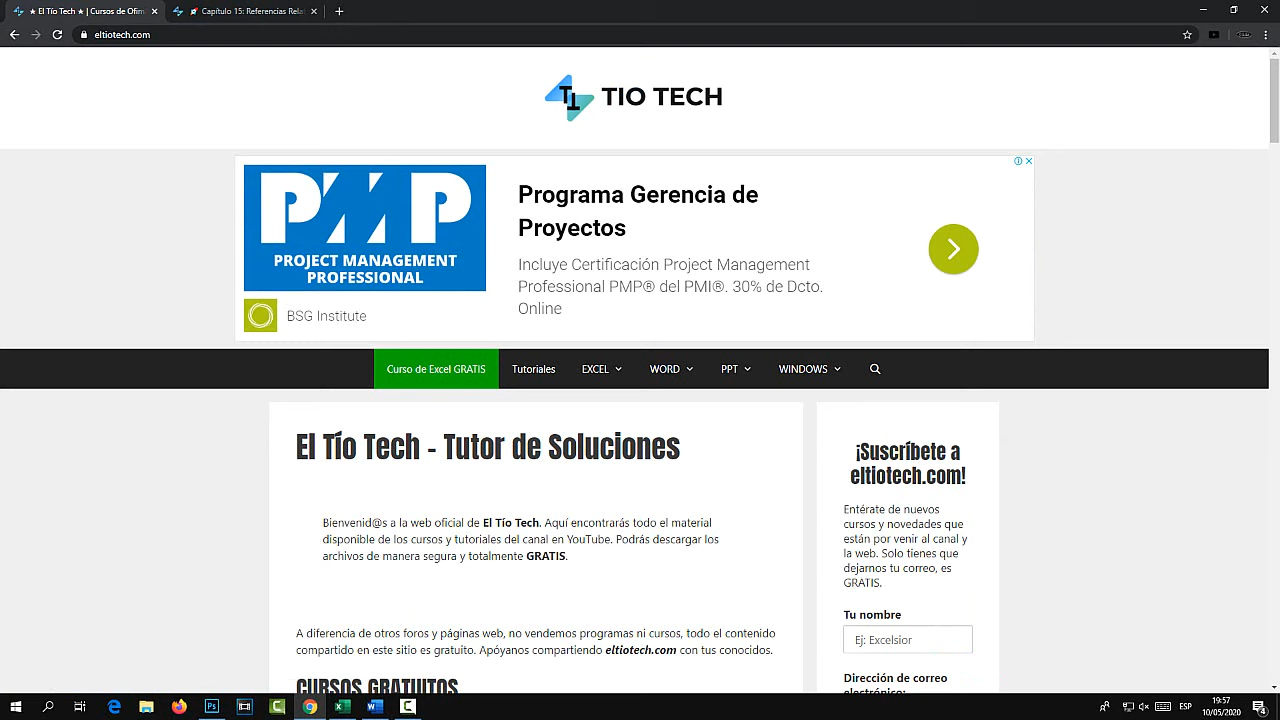 ★ El Tío Tech ★ | Cursos de Ofim
Capítulo 15: Referencias Rela
eltiotech.com
TIO TECH
PMP
PROJECT MANAGEMENT
PROFESSIONAL
BSG Institute
Programa Gerencia de
Proyectos
Incluye Certificación Project Management
Professional PMP® del PMI®. 30% de Dcto.
Online
Curso de Excel GRATIS
Tutoriales
EXCEL
WORD
PPT
WINDOWS
El Tío Tech - Tutor de Soluciones
Bienvenid@s a la web oficial de El Tío Tech. Aquí encontrarás todo el material
disponible de los cursos y tutoriales del canal en YouTube. Podrás descargar los
archivos de manera segura y totalmente GRATIS.
A diferencia de otros foros y páginas web, no vendemos programas ni cursos, todo el contenido
compartido en este sitio es gratuito. Apóyanos compartiendo eltiotech.com con tus conocidos.
CURSOS GRATUITOS
¡Suscríbete a
eltiotech.com!
Entérate de nuevos
cursos y novedades que
están por venir al canal y
la web. Solo tienes que
dejarnos tu correo, es
GRATIS.
Tu nombre
Ej: Excelsior
Dirección de correo
electrónico:
ESP
19:57
10/05/2020
4